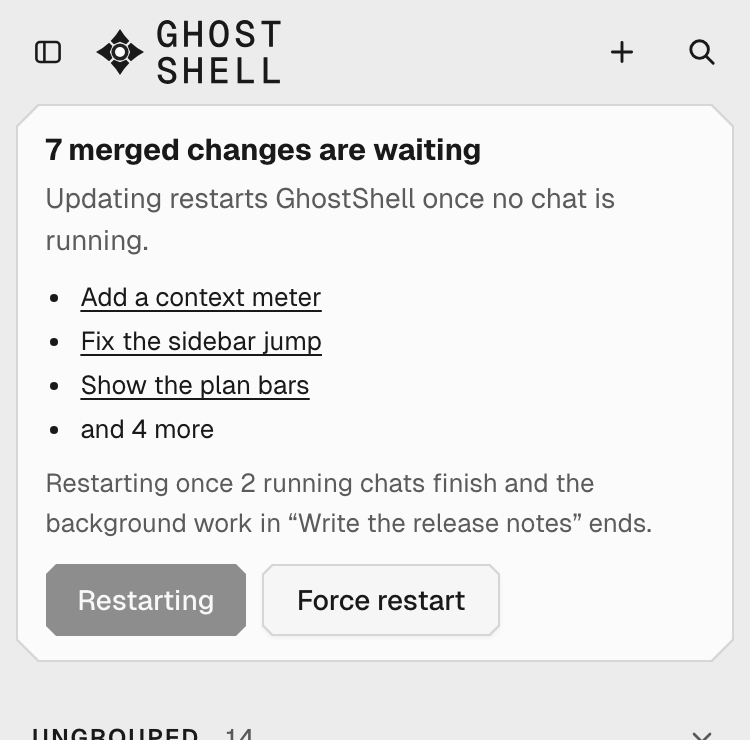 GHOST
SHELL
7 merged changes are waiting
Updating restarts GhostShell once no chat is
running.
• Add a context meter
• Fix the sidebar jump
• Show the plan bars
• and 4 more
Restarting once 2 running chats finish and the
background work in “Write the release notes” ends.
Restarting
Force restart
UNGROUPED 14